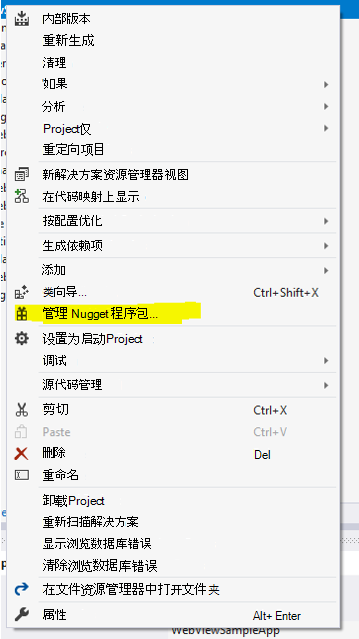 内部版本
重新生成
清理
如果
分析
Project仅
重定向项目
新解决方案资源管理器视图
在代码映射上显示
按配置优化
生成依赖项
添加
类向导... Ctrl+Shift+X
管理 Nugget 程序包...
设置为启动Project
调试
源代码管理
剪切 Ctrl+X
Paste Ctrl+V
删除 Del
重命名
卸载Project
重新扫描解决方案
显示浏览数据库错误
清除浏览数据库错误
在文件资源管理器中打开文件夹
属性 Alt+ Enter
WebViewSampleApp